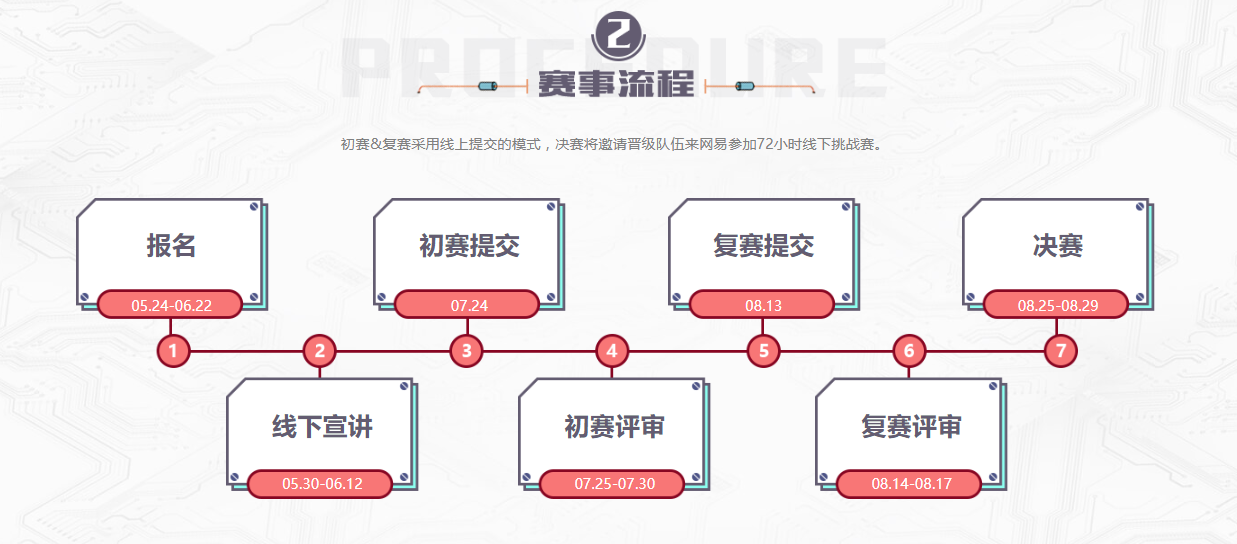 2
PROCEDURE
赛事流程
初赛&复赛采用线上提交的模式，决赛将邀请晋级队伍来网易参加72小时线下挑战赛。
报名
05.24-06.22
1
线下宣讲
05.30-06.12
2
初赛提交
07.24
3
初赛评审
07.25-07.30
4
复赛提交
08.13
5
复赛评审
08.14-08.17
6
决赛
08.25-08.29
7